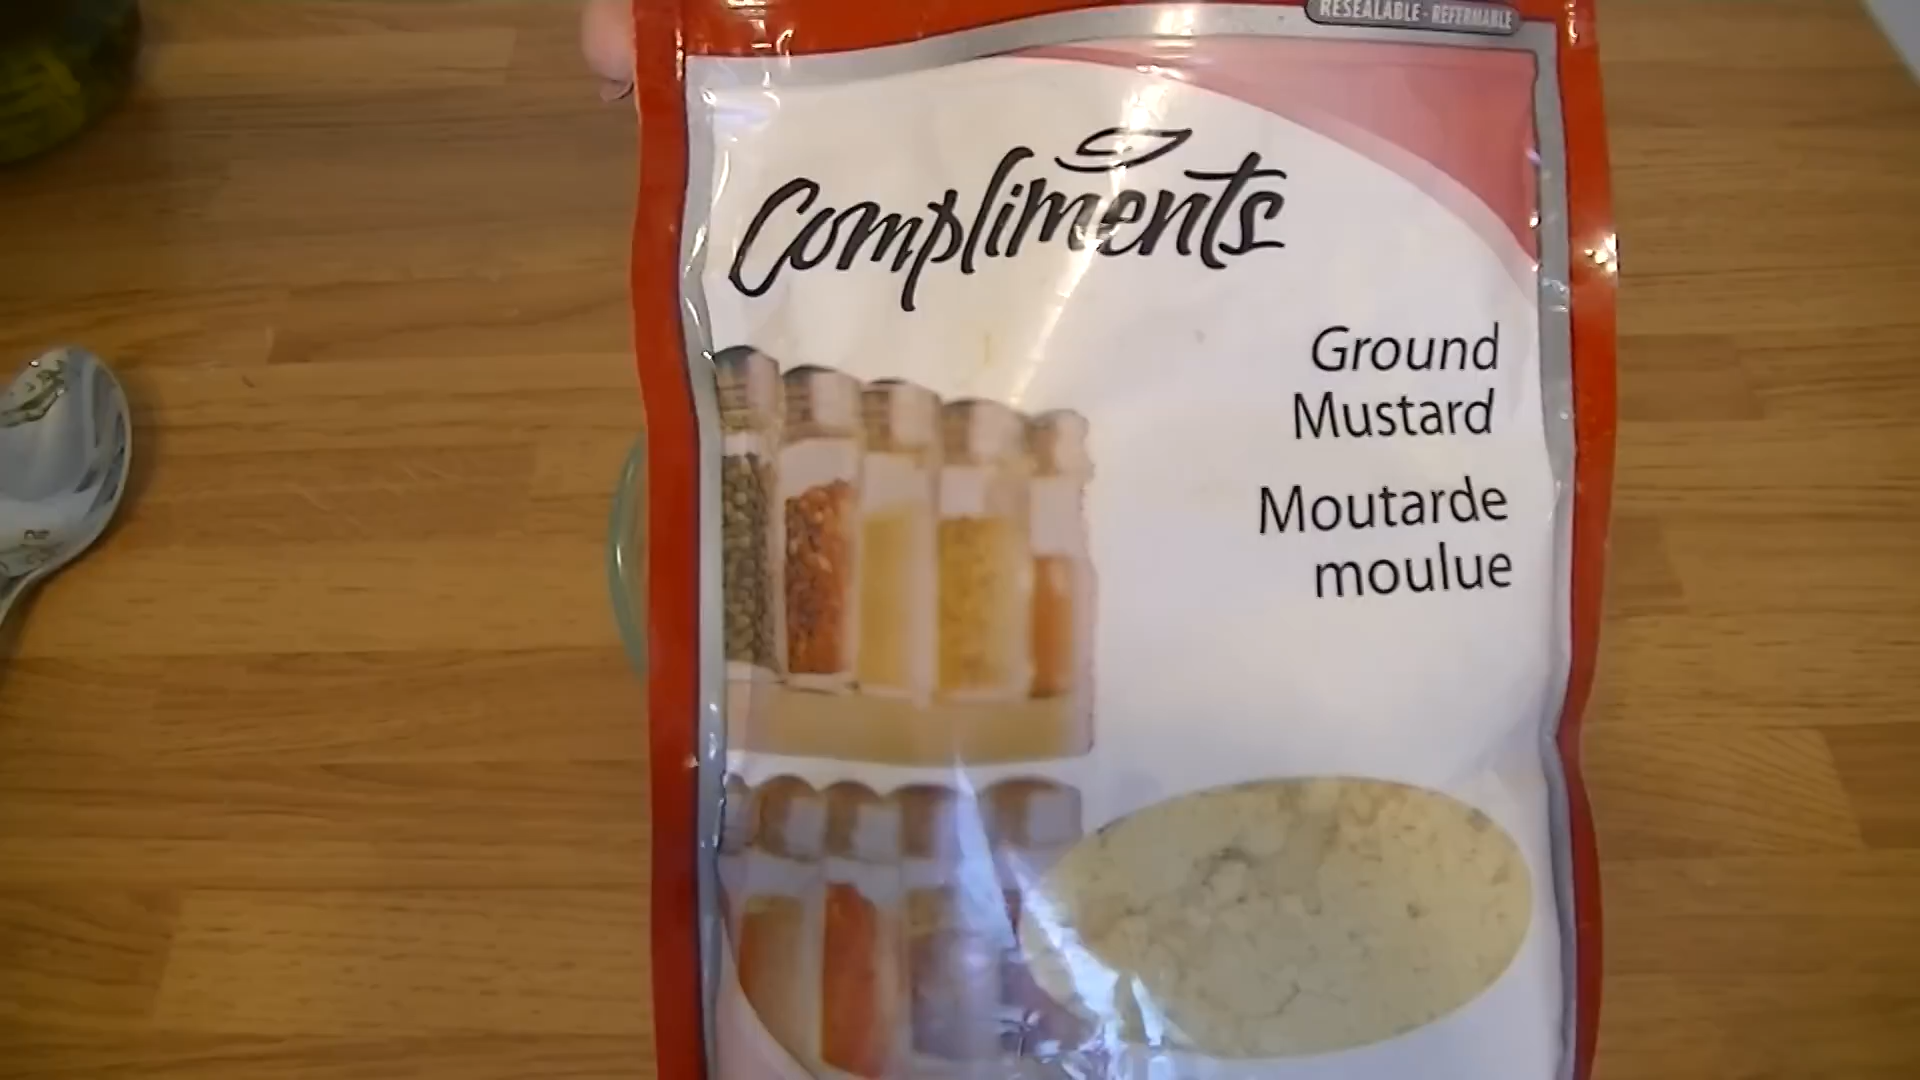 RESEALABLE - REFERMABLE
Compliments
Ground
Mustard
Moutarde
moulue